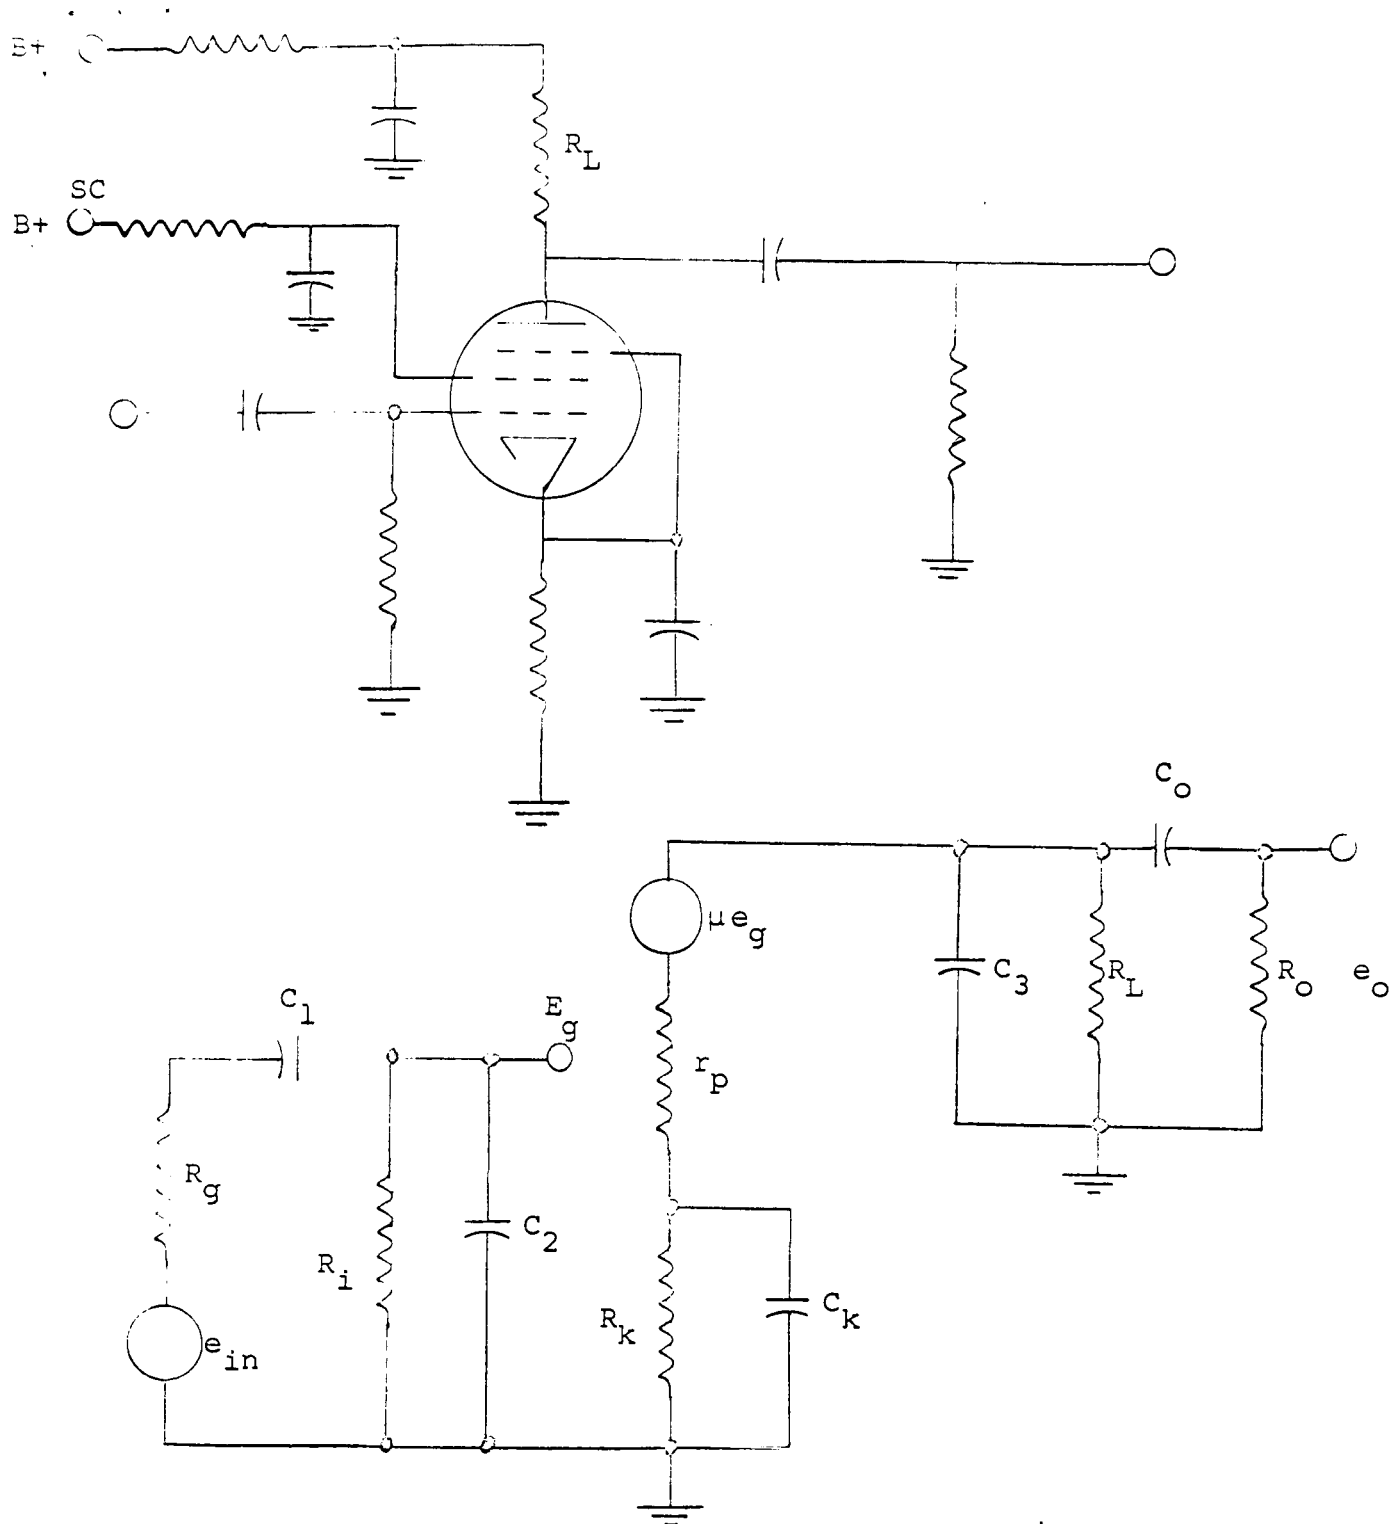 B+
R_L
SC
B+
C_o
μe_g
C_3
R_L
R_o
e_o
C_1
E_g
r_p
R_g
C_2
R_i
R_k
C_k
e_in